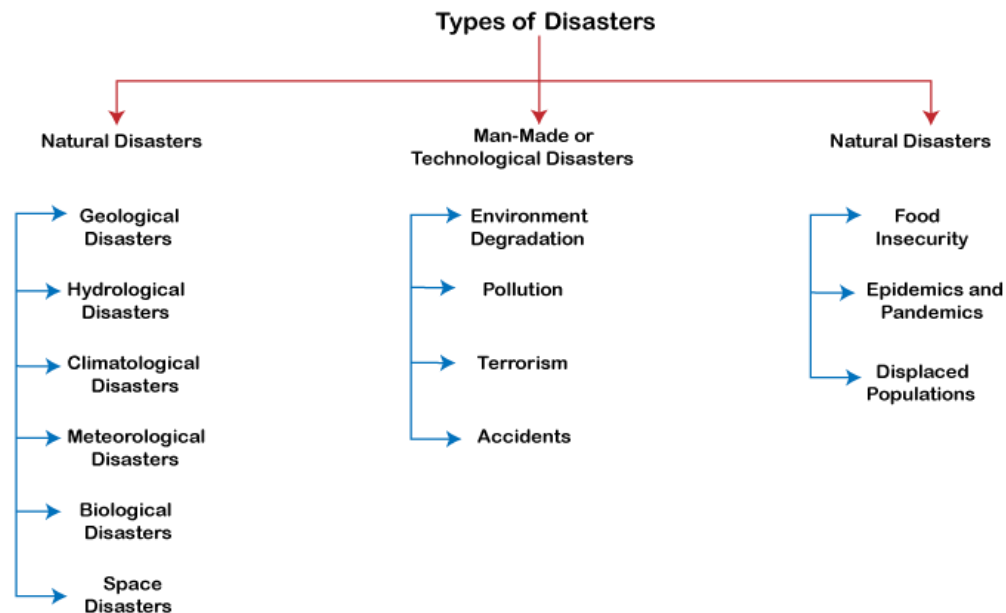 Types of Disasters
Natural Disasters
Geological
Disasters
Hydrological
Disasters
Climatological
Disasters
Meteorological
Disasters
Biological
Disasters
Space
Disasters
Man-Made or
Technological Disasters
Environment
Degradation
Pollution
Terrorism
Accidents
Natural Disasters
Food
Insecurity
Epidemics and
Pandemics
Displaced
Populations